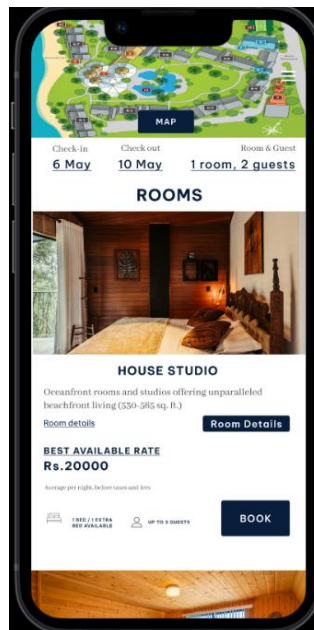 MAP
Check-in Check out Room & Guest
6 May 10 May 1 room, 2 guests
ROOMS
HOUSE STUDIO
Oceanfront rooms and studios offering unparalleled
beachfront living (530-585 sq. ft.)
Room details Room Details
BEST AVAILABLE RATE
Rs.20000
Average per night, before taxes and fees
1 BED / 1 EXTRA
BED AVAILABLE
UP TO 3 GUESTS
BOOK